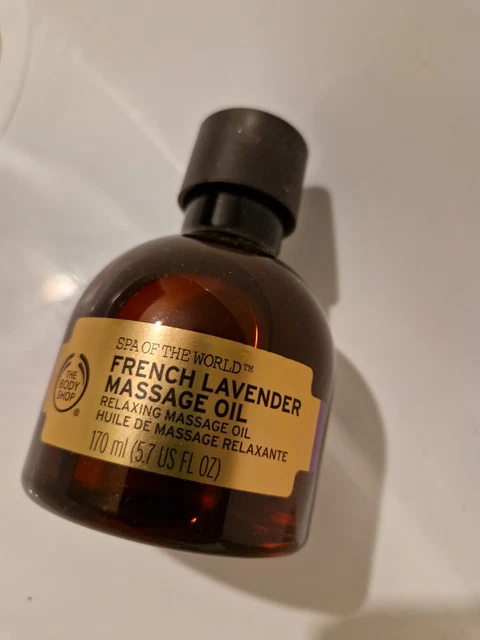 SPA OF THE WORLD™
FRENCH LAVENDER
MASSAGE OIL
RELAXING MASSAGE OIL
HUILE DE MASSAGE RELAXANTE
170 ml (5.7 US FL OZ)
THE
BODY
SHOP®